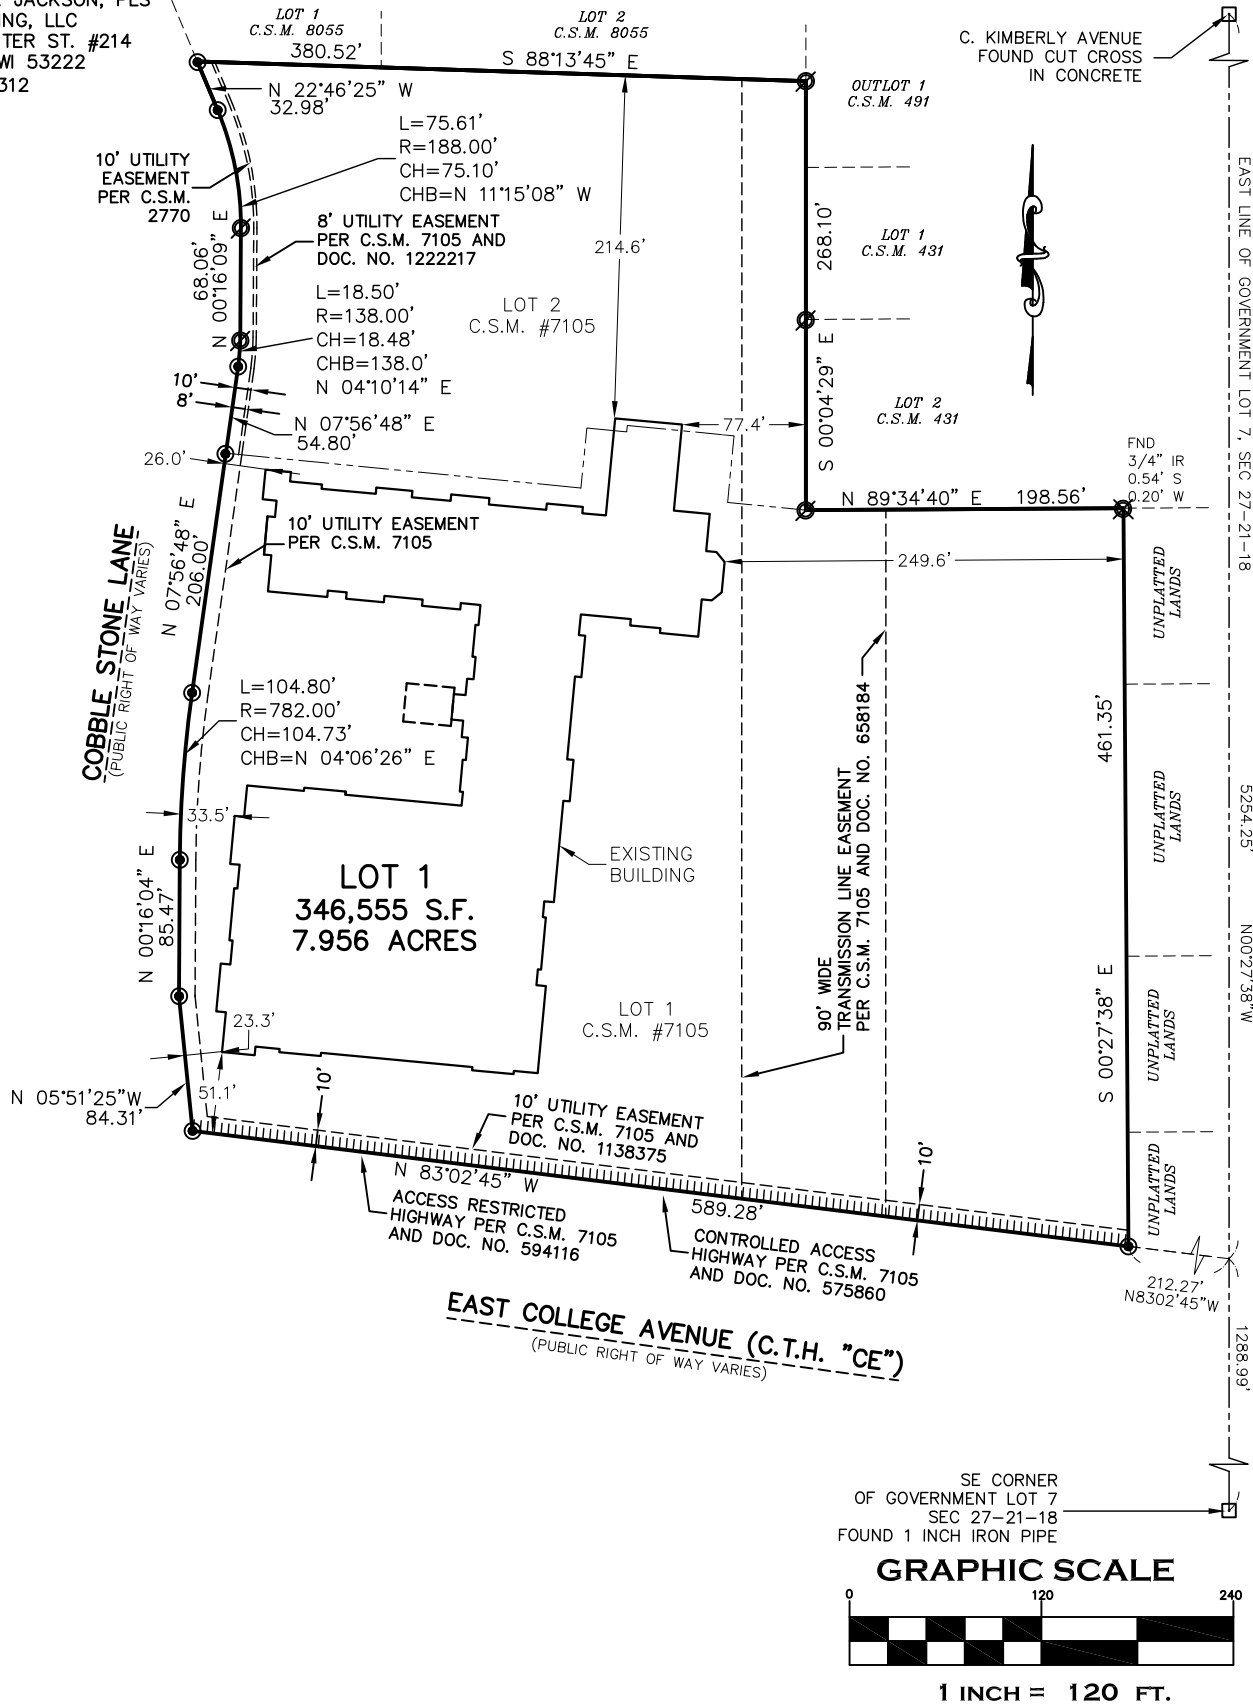 JACKSON, PLS
ING, LLC
TER ST. #214
WI 53222
312
LOT 1
C.S.M. 8055
LOT 2
C.S.M. 8055
380.52'
S 88°13'45" E
C. KIMBERLY AVENUE
FOUND CUT CROSS
IN CONCRETE
N 22°46'25" W
32.98'
OUTLOT 1
C.S.M. 491
L=75.61'
R=188.00'
CH=75.10'
CHB=N 11°15'08" W
10' UTILITY
EASEMENT
PER C.S.M.
2770
8' UTILITY EASEMENT
PER C.S.M. 7105 AND
DOC. NO. 1222217
N 00°16'09" E
68.06'
214.6'
268.10'
LOT 1
C.S.M. 431
L=18.50'
R=138.00'
CH=18.48'
CHB=138.0'
N 04°10'14" E
LOT 2
C.S.M. #7105
S 00°04'29" E
10'
8'
N 07°56'48" E
54.80'
77.4'
LOT 2
C.S.M. 431
26.0'
FND
3/4" IR
0.54' S
0.20' W
N 89°34'40" E 198.56'
EAST LINE OF GOVERNMENT LOT 7, SEC 27-21-18
10' UTILITY EASEMENT
PER C.S.M. 7105
N 07°56'48" E
206.00'
COBBLE STONE LANE
(PUBLIC RIGHT OF WAY VARIES)
249.6'
UNPLATTED
LANDS
L=104.80'
R=782.00'
CH=104.73'
CHB=N 04°06'26" E
461.35'
UNPLATTED
LANDS
5254.25'
33.5'
EXISTING
BUILDING
90' WIDE
TRANSMISSION LINE EASEMENT
PER C.S.M. 7105 AND DOC. NO. 658184
LOT 1
346,555 S.F.
7.956 ACRES
N 00°16'04" E
85.47'
N00°27'38"W
LOT 1
C.S.M. #7105
S 00°27'38" E
UNPLATTED
LANDS
23.3'
51.1'
10'
N 05°51'25"W
84.31'
10' UTILITY EASEMENT
PER C.S.M. 7105 AND
DOC. NO. 1138375
10'
UNPLATTED
LANDS
N 83°02'45" W
589.28'
ACCESS RESTRICTED
HIGHWAY PER C.S.M. 7105
AND DOC. NO. 594116
CONTROLLED ACCESS
HIGHWAY PER C.S.M. 7105
AND DOC. NO. 575860
212.27'
N8302'45"W
EAST COLLEGE AVENUE (C.T.H. "CE")
(PUBLIC RIGHT OF WAY VARIES)
1288.99'
SE CORNER
OF GOVERNMENT LOT 7
SEC 27-21-18
FOUND 1 INCH IRON PIPE
GRAPHIC SCALE
0 120 240
1 INCH = 120 FT.